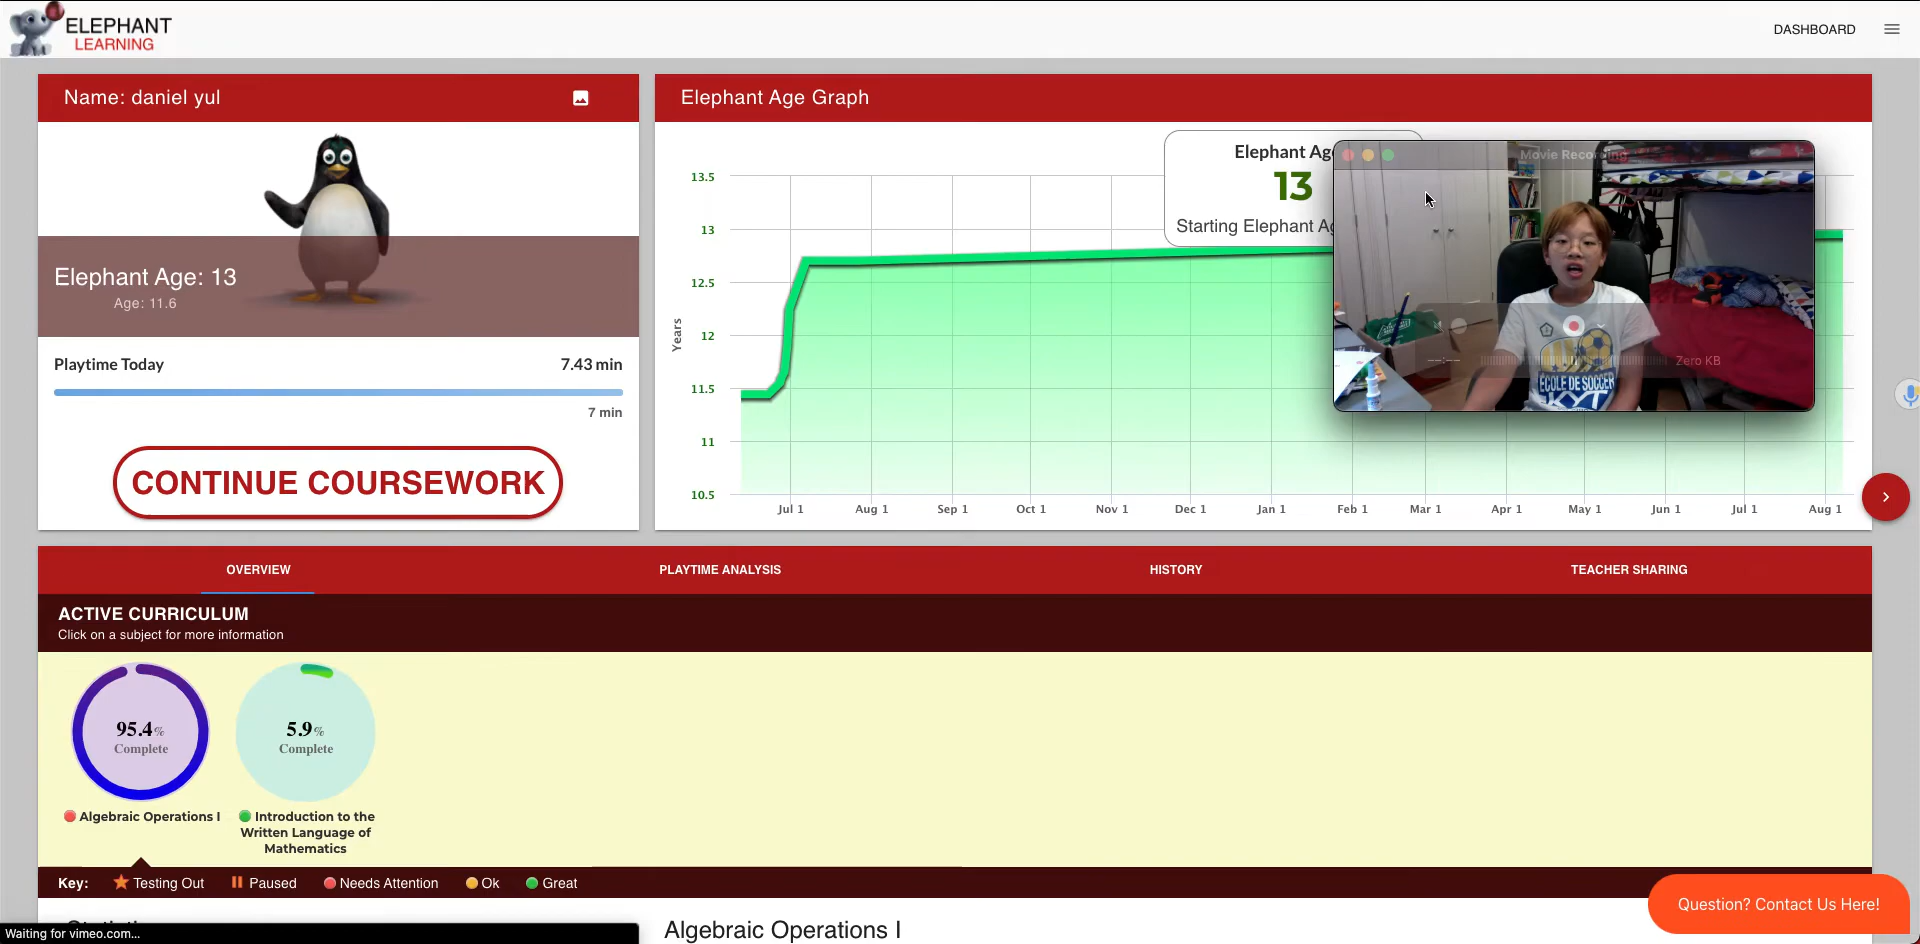 ELEPHANT
LEARNING
DASHBOARD
Name: daniel yul
Elephant Age: 13
Age: 11.6
Playtime Today
7.43 min
7 min
CONTINUE COURSEWORK
Elephant Age Graph
Elephant Age
13
Starting Elephant Ag
Years
13.5
13
12.5
12
11.5
11
10.5
Jul 1
Aug 1
Sep 1
Oct 1
Nov 1
Dec 1
Jan 1
Feb 1
Mar 1
Apr 1
May 1
Jun 1
Jul 1
Aug 1
Movie Recording
--:--
Zero KB
ÉCOLE DE SOCCER
OVERVIEW
PLAYTIME ANALYSIS
HISTORY
TEACHER SHARING
ACTIVE CURRICULUM
Click on a subject for more information
95.4%
Complete
Algebraic Operations I
5.9%
Complete
Introduction to the
Written Language of
Mathematics
Key:
Testing Out
Paused
Needs Attention
Ok
Great
Algebraic Operations I
Question? Contact Us Here!
Waiting for vimeo.com...